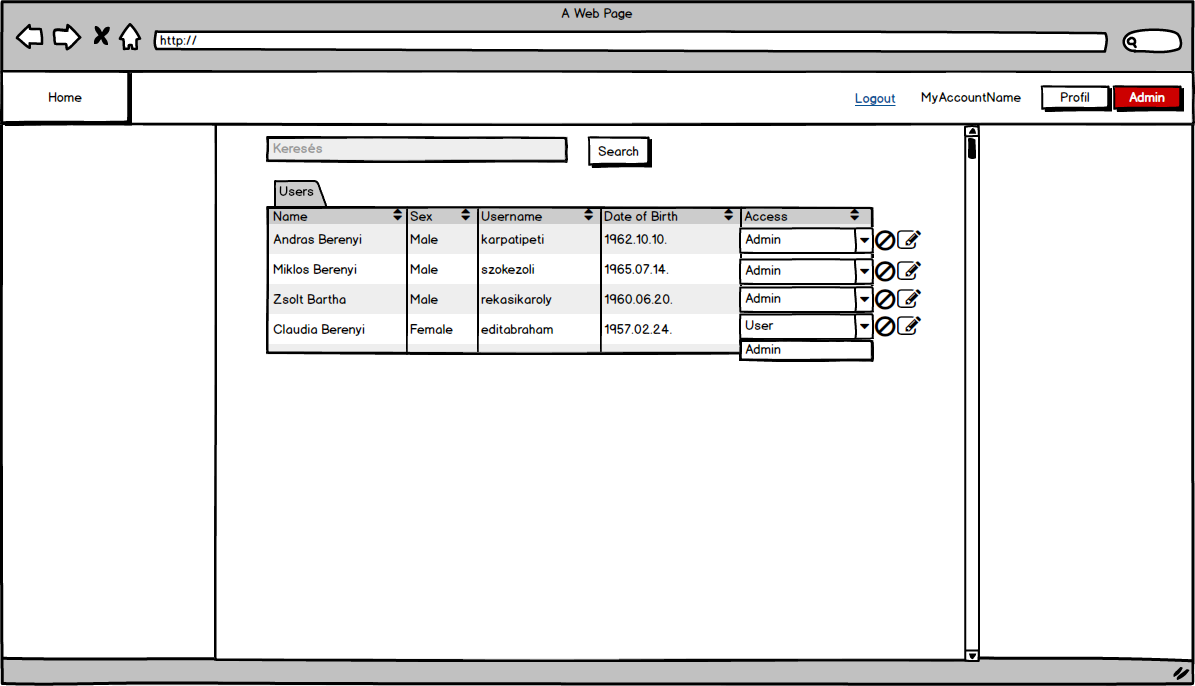 A Web Page
http://
Home
Logout
MyAccountName
Profil
Admin
Keresés
Search
Users
Name Sex Username Date of Birth Access
Andras Berenyi Male karpatipeti 1962.10.10. Admin
Miklos Berenyi Male szokezoli 1965.07.14. Admin
Zsolt Bartha Male rekasikaroly 1960.06.20. Admin
Claudia Berenyi Female editabraham 1957.02.24. User
Admin